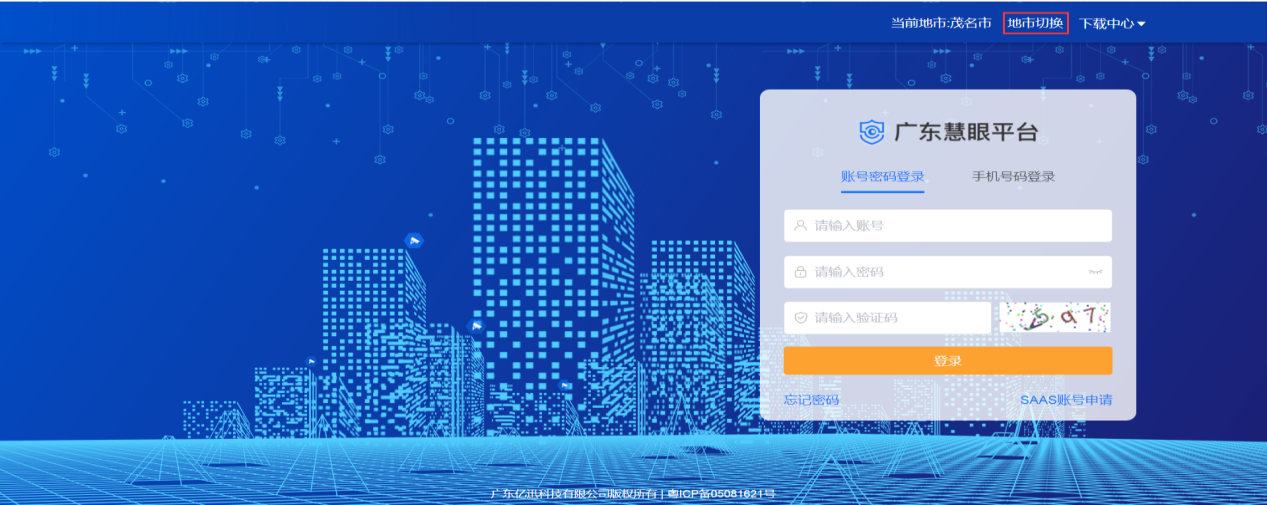 当前地市:茂名市 地市切换 下载中心
广东慧眼平台
账号密码登录 手机号码登录
请输入账号
请输入密码
请输入验证码
登录
忘记密码 SAAS账号申请
广东亿迅科技有限公司版权所有 | 粤ICP备05081621号